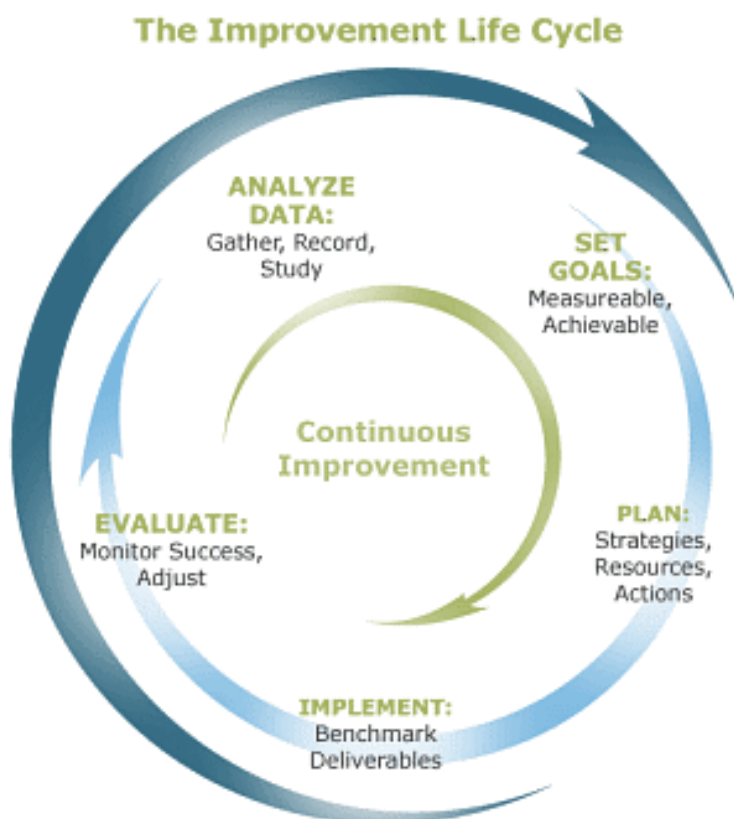 The Improvement Life Cycle
ANALYZE
DATA:
Gather, Record,
Study
SET
GOALS:
Measureable,
Achievable
Continuous
Improvement
PLAN:
Strategies,
Resources,
Actions
EVALUATE:
Monitor Success,
Adjust
IMPLEMENT:
Benchmark
Deliverables